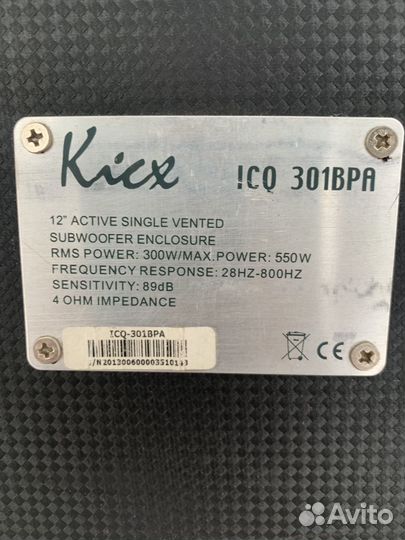 Kicx ICQ 301BPA
12" ACTIVE SINGLE VENTED
SUBWOOFER ENCLOSURE
RMS POWER: 300W/MAX.POWER: 550W
FREQUENCY RESPONSE: 28HZ-800HZ
SENSITIVITY: 89dB
4 OHM IMPEDANCE
ICQ-301BPA
CE
Avito